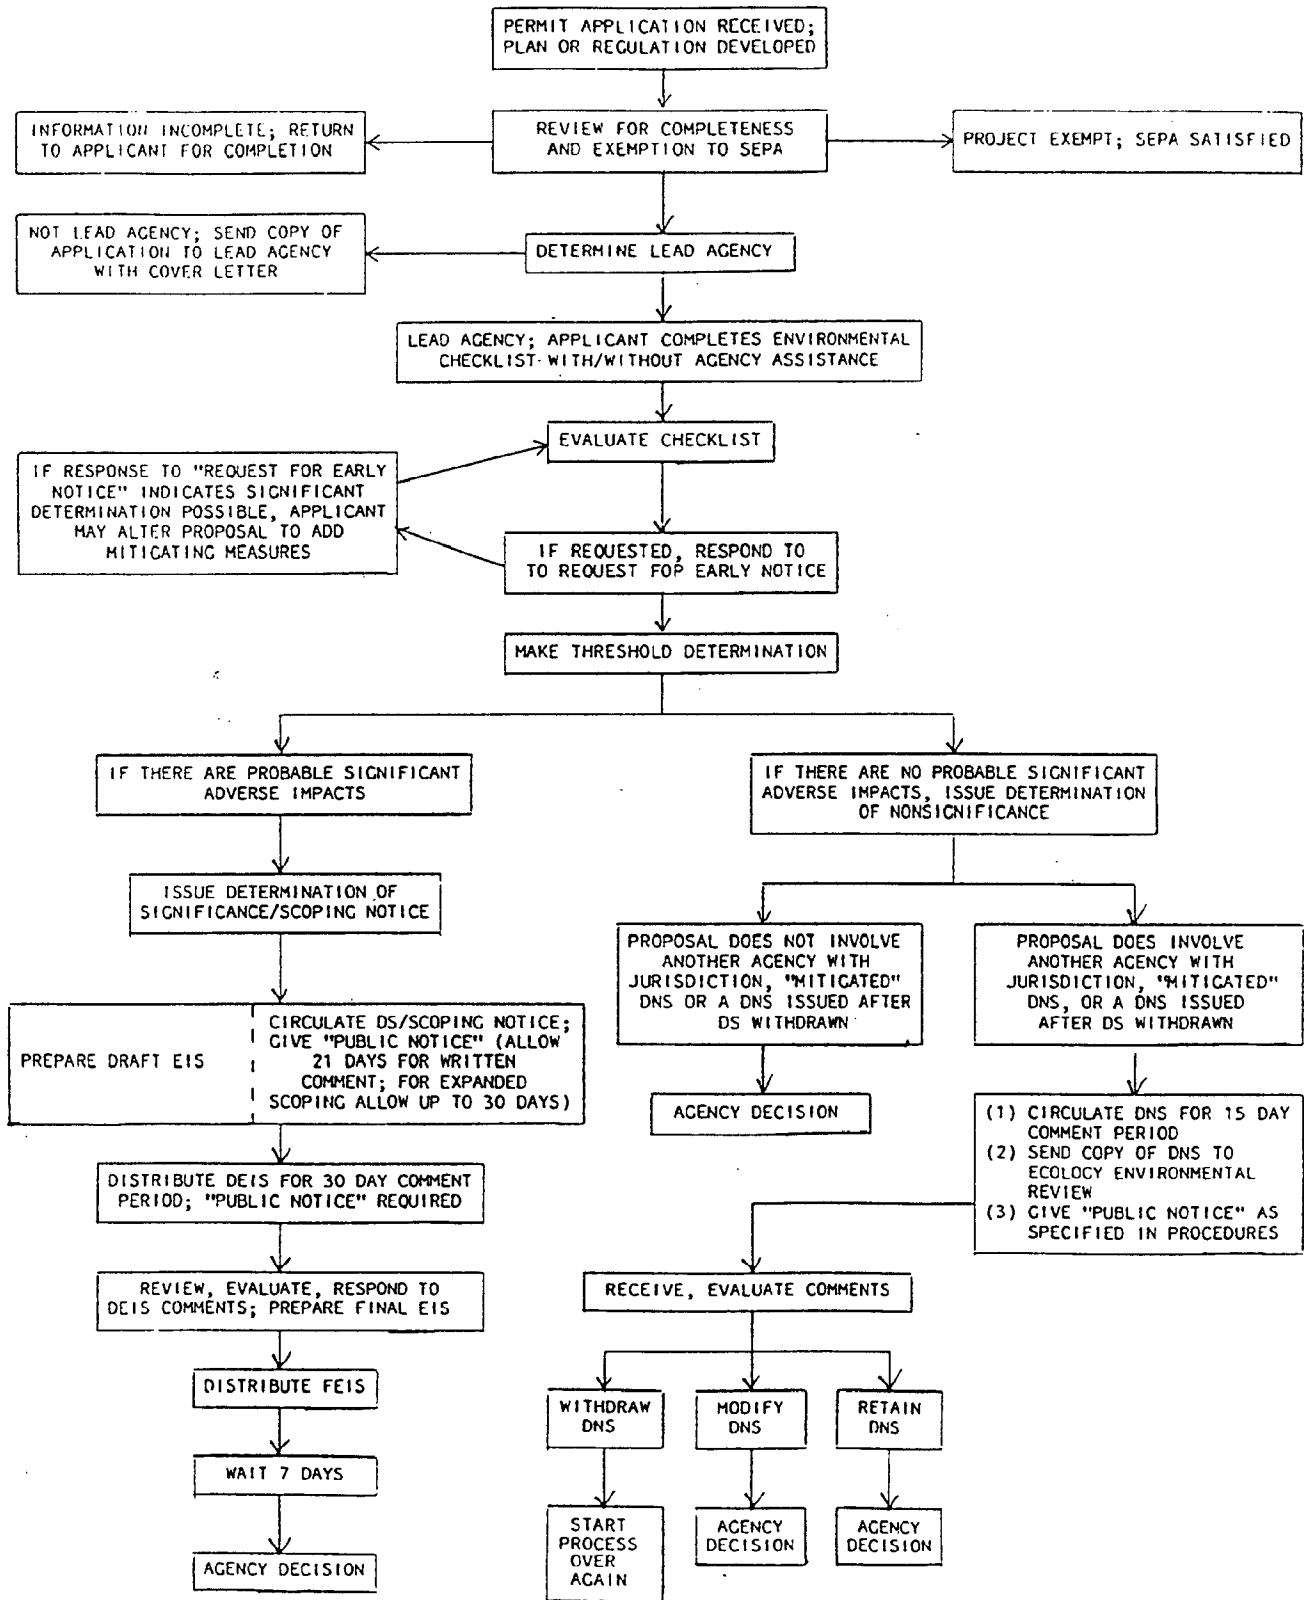 PERMIT APPLICATION RECEIVED;
PLAN OR REGULATION DEVELOPED
INFORMATION INCOMPLETE; RETURN
TO APPLICANT FOR COMPLETION
REVIEW FOR COMPLETENESS
AND EXEMPTION TO SEPA
PROJECT EXEMPT; SEPA SATISFIED
NOT LEAD AGENCY; SEND COPY OF
APPLICATION TO LEAD AGENCY
WITH COVER LETTER
DETERMINE LEAD AGENCY
LEAD AGENCY; APPLICANT COMPLETES ENVIRONMENTAL
CHECKLIST WITH/WITHOUT AGENCY ASSISTANCE
EVALUATE CHECKLIST
IF RESPONSE TO "REQUEST FOR EARLY
NOTICE" INDICATES SIGNIFICANT
DETERMINATION POSSIBLE, APPLICANT
MAY ALTER PROPOSAL TO ADD
MITIGATING MEASURES
IF REQUESTED, RESPOND TO
TO REQUEST FOP EARLY NOTICE
MAKE THRESHOLD DETERMINATION
IF THERE ARE PROBABLE SIGNIFICANT
ADVERSE IMPACTS
IF THERE ARE NO PROBABLE SIGNIFICANT
ADVERSE IMPACTS, ISSUE DETERMINATION
OF NONSIGNIFICANCE
ISSUE DETERMINATION OF
SIGNIFICANCE/SCOPING NOTICE
PROPOSAL DOES NOT INVOLVE
ANOTHER AGENCY WITH
JURISDICTION, "MITIGATED"
DNS OR A DNS ISSUED AFTER
DS WITHDRAWN
PROPOSAL DOES INVOLVE
ANOTHER AGENCY WITH
JURISDICTION, "MITIGATED"
DNS, OR A DNS ISSUED
AFTER DS WITHDRAWN
PREPARE DRAFT EIS
CIRCULATE DS/SCOPING NOTICE;
GIVE "PUBLIC NOTICE" (ALLOW
21 DAYS FOR WRITTEN
COMMENT; FOR EXPANDED
SCOPING ALLOW UP TO 30 DAYS)
AGENCY DECISION
(1) CIRCULATE DNS FOR 15 DAY
COMMENT PERIOD
(2) SEND COPY OF DNS TO
ECOLOGY ENVIRONMENTAL
REVIEW
(3) GIVE "PUBLIC NOTICE" AS
SPECIFIED IN PROCEDURES
DISTRIBUTE DEIS FOR 30 DAY COMMENT
PERIOD; "PUBLIC NOTICE" REQUIRED
REVIEW, EVALUATE, RESPOND TO
DEIS COMMENTS; PREPARE FINAL EIS
RECEIVE, EVALUATE COMMENTS
DISTRIBUTE FEIS
WITHDRAW
DNS
MODIFY
DNS
RETAIN
DNS
WAIT 7 DAYS
START
PROCESS
OVER
AGAIN
AGENCY
DECISION
AGENCY
DECISION
AGENCY DECISION